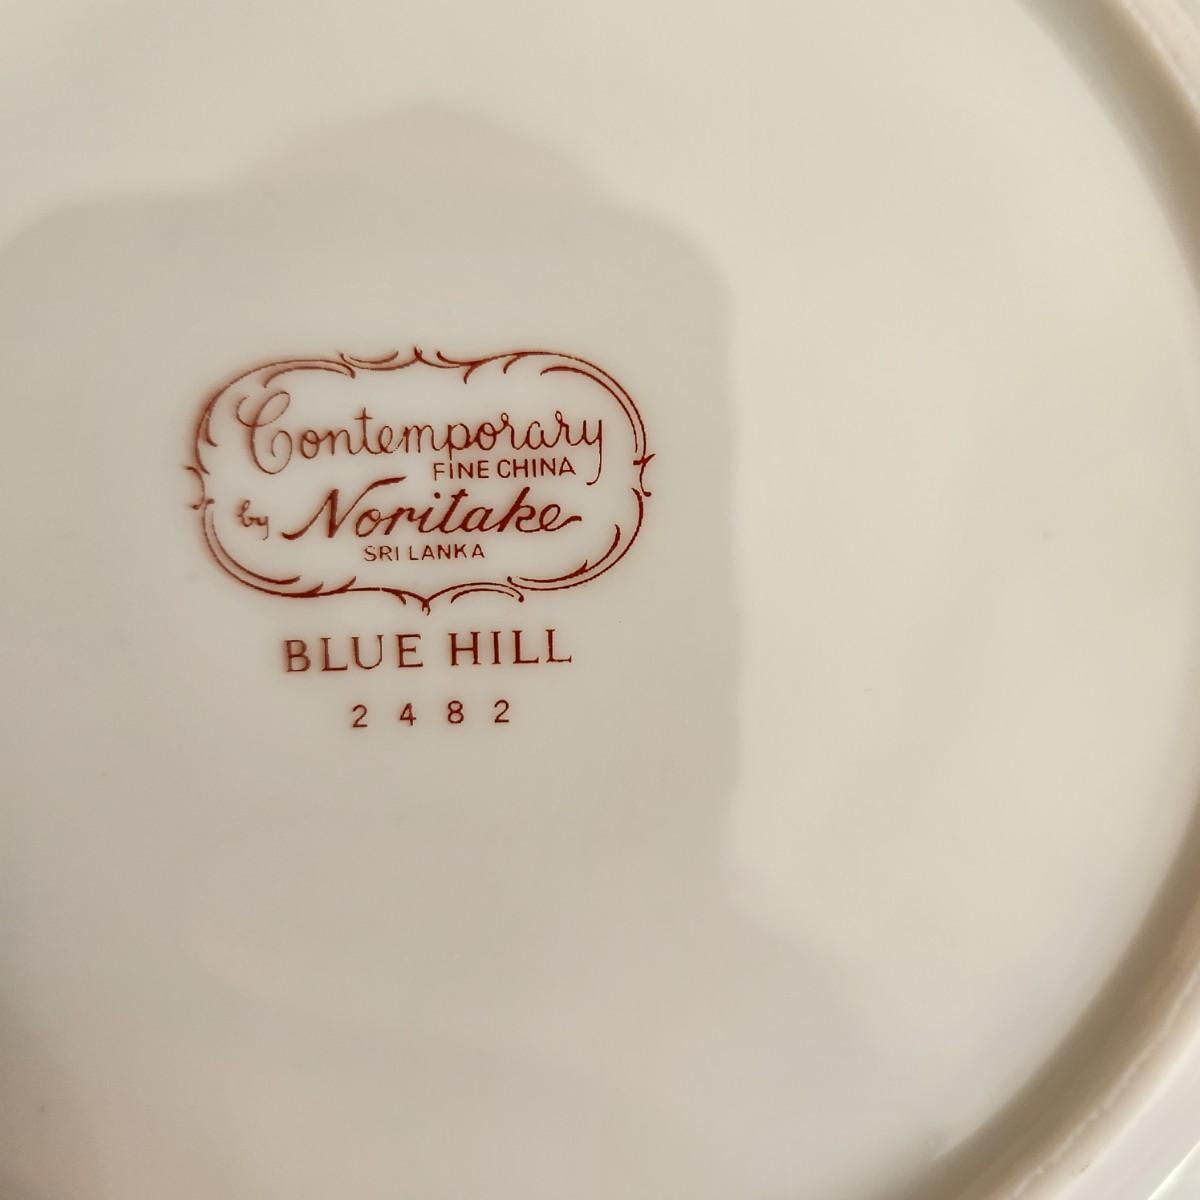 Contemporary
FINE CHINA
by Noritake
SRI LANKA
BLUE HILL
2482